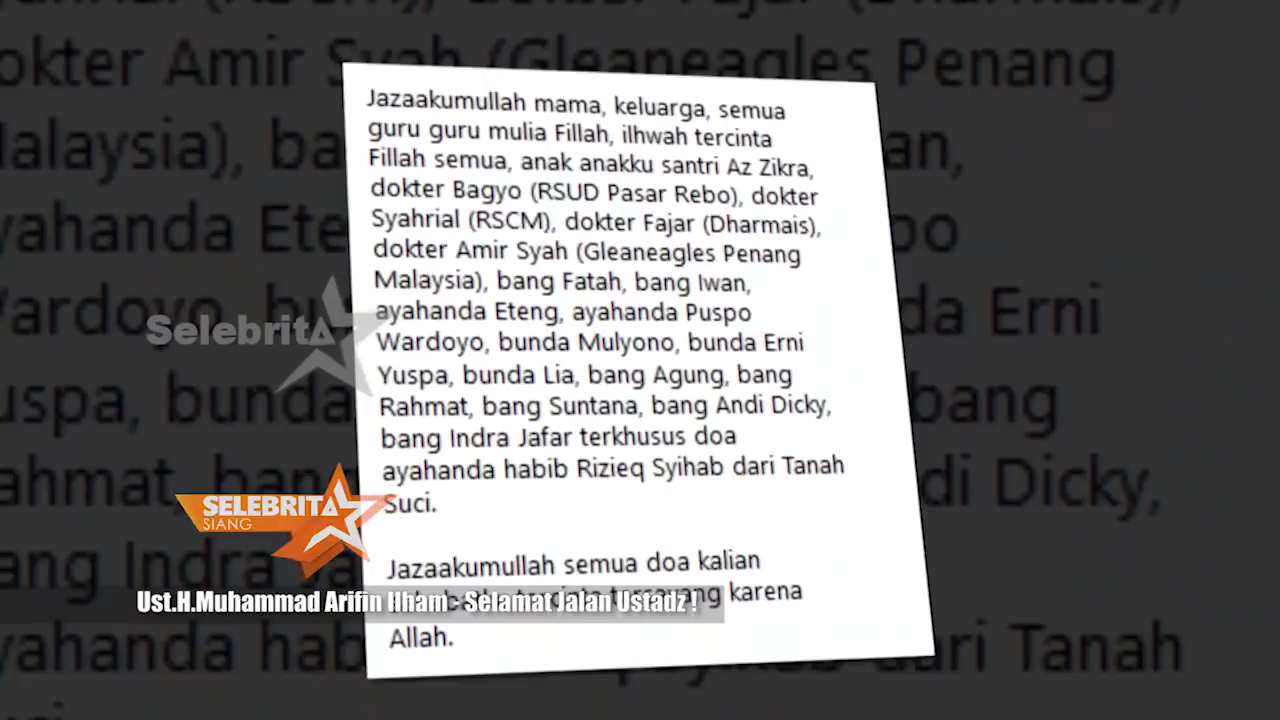 Jazaakumullah mama, keluarga, semua
guru guru mulia Fillah, ilhwah tercinta
Fillah semua, anak anakku santri Az Zikra,
dokter Bagyo (RSUD Pasar Rebo), dokter
Syahrial (RSCM), dokter Fajar (Dharmais),
dokter Amir Syah (Gleaneagles Penang
Malaysia), bang Fatah, bang Iwan,
ayahanda Eteng, ayahanda Puspo
Wardoyo, bunda Mulyono, bunda Erni
Yuspa, bunda Lia, bang Agung, bang
Rahmat, bang Suntana, bang Andi Dicky,
bang Indra Jafar terkhusus doa
ayahanda habib Rizieq Syihab dari Tanah
Suci.
Jazaakumullah semua doa kalian
tercinta tersayang karena
Allah.
Selebrita
SELEBRITA
SIANG
Ust.H.Muhammad Arifin Ilham - Selamat Jalan Ustadz !